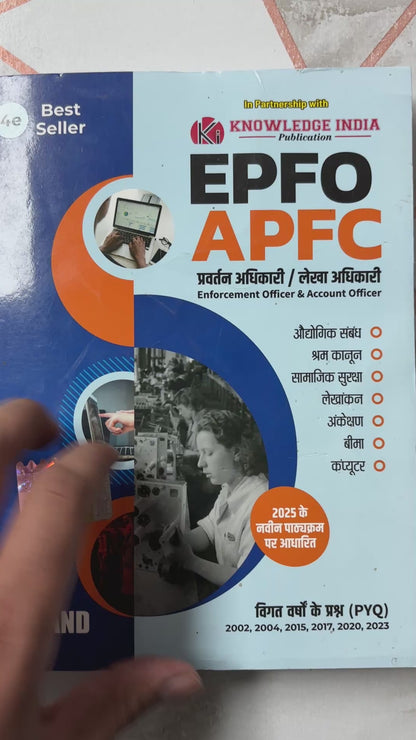 4e
Best
Seller
In Partnership with
Ki KNOWLEDGE INDIA
Publication
EPFO
APFC
प्रवर्तन अधिकारी / लेखा अधिकारी
Enforcement Officer & Account Officer
औद्योगिक संबंध
श्रम कानून
सामाजिक सुरक्षा
लेखांकन
अंकेक्षण
बीमा
कंप्यूटर
2025 के
नवीन पाठ्यक्रम
पर आधारित
AND
विगत वर्षों के प्रश्न (PYQ)
2002, 2004, 2015, 2017, 2020, 2023